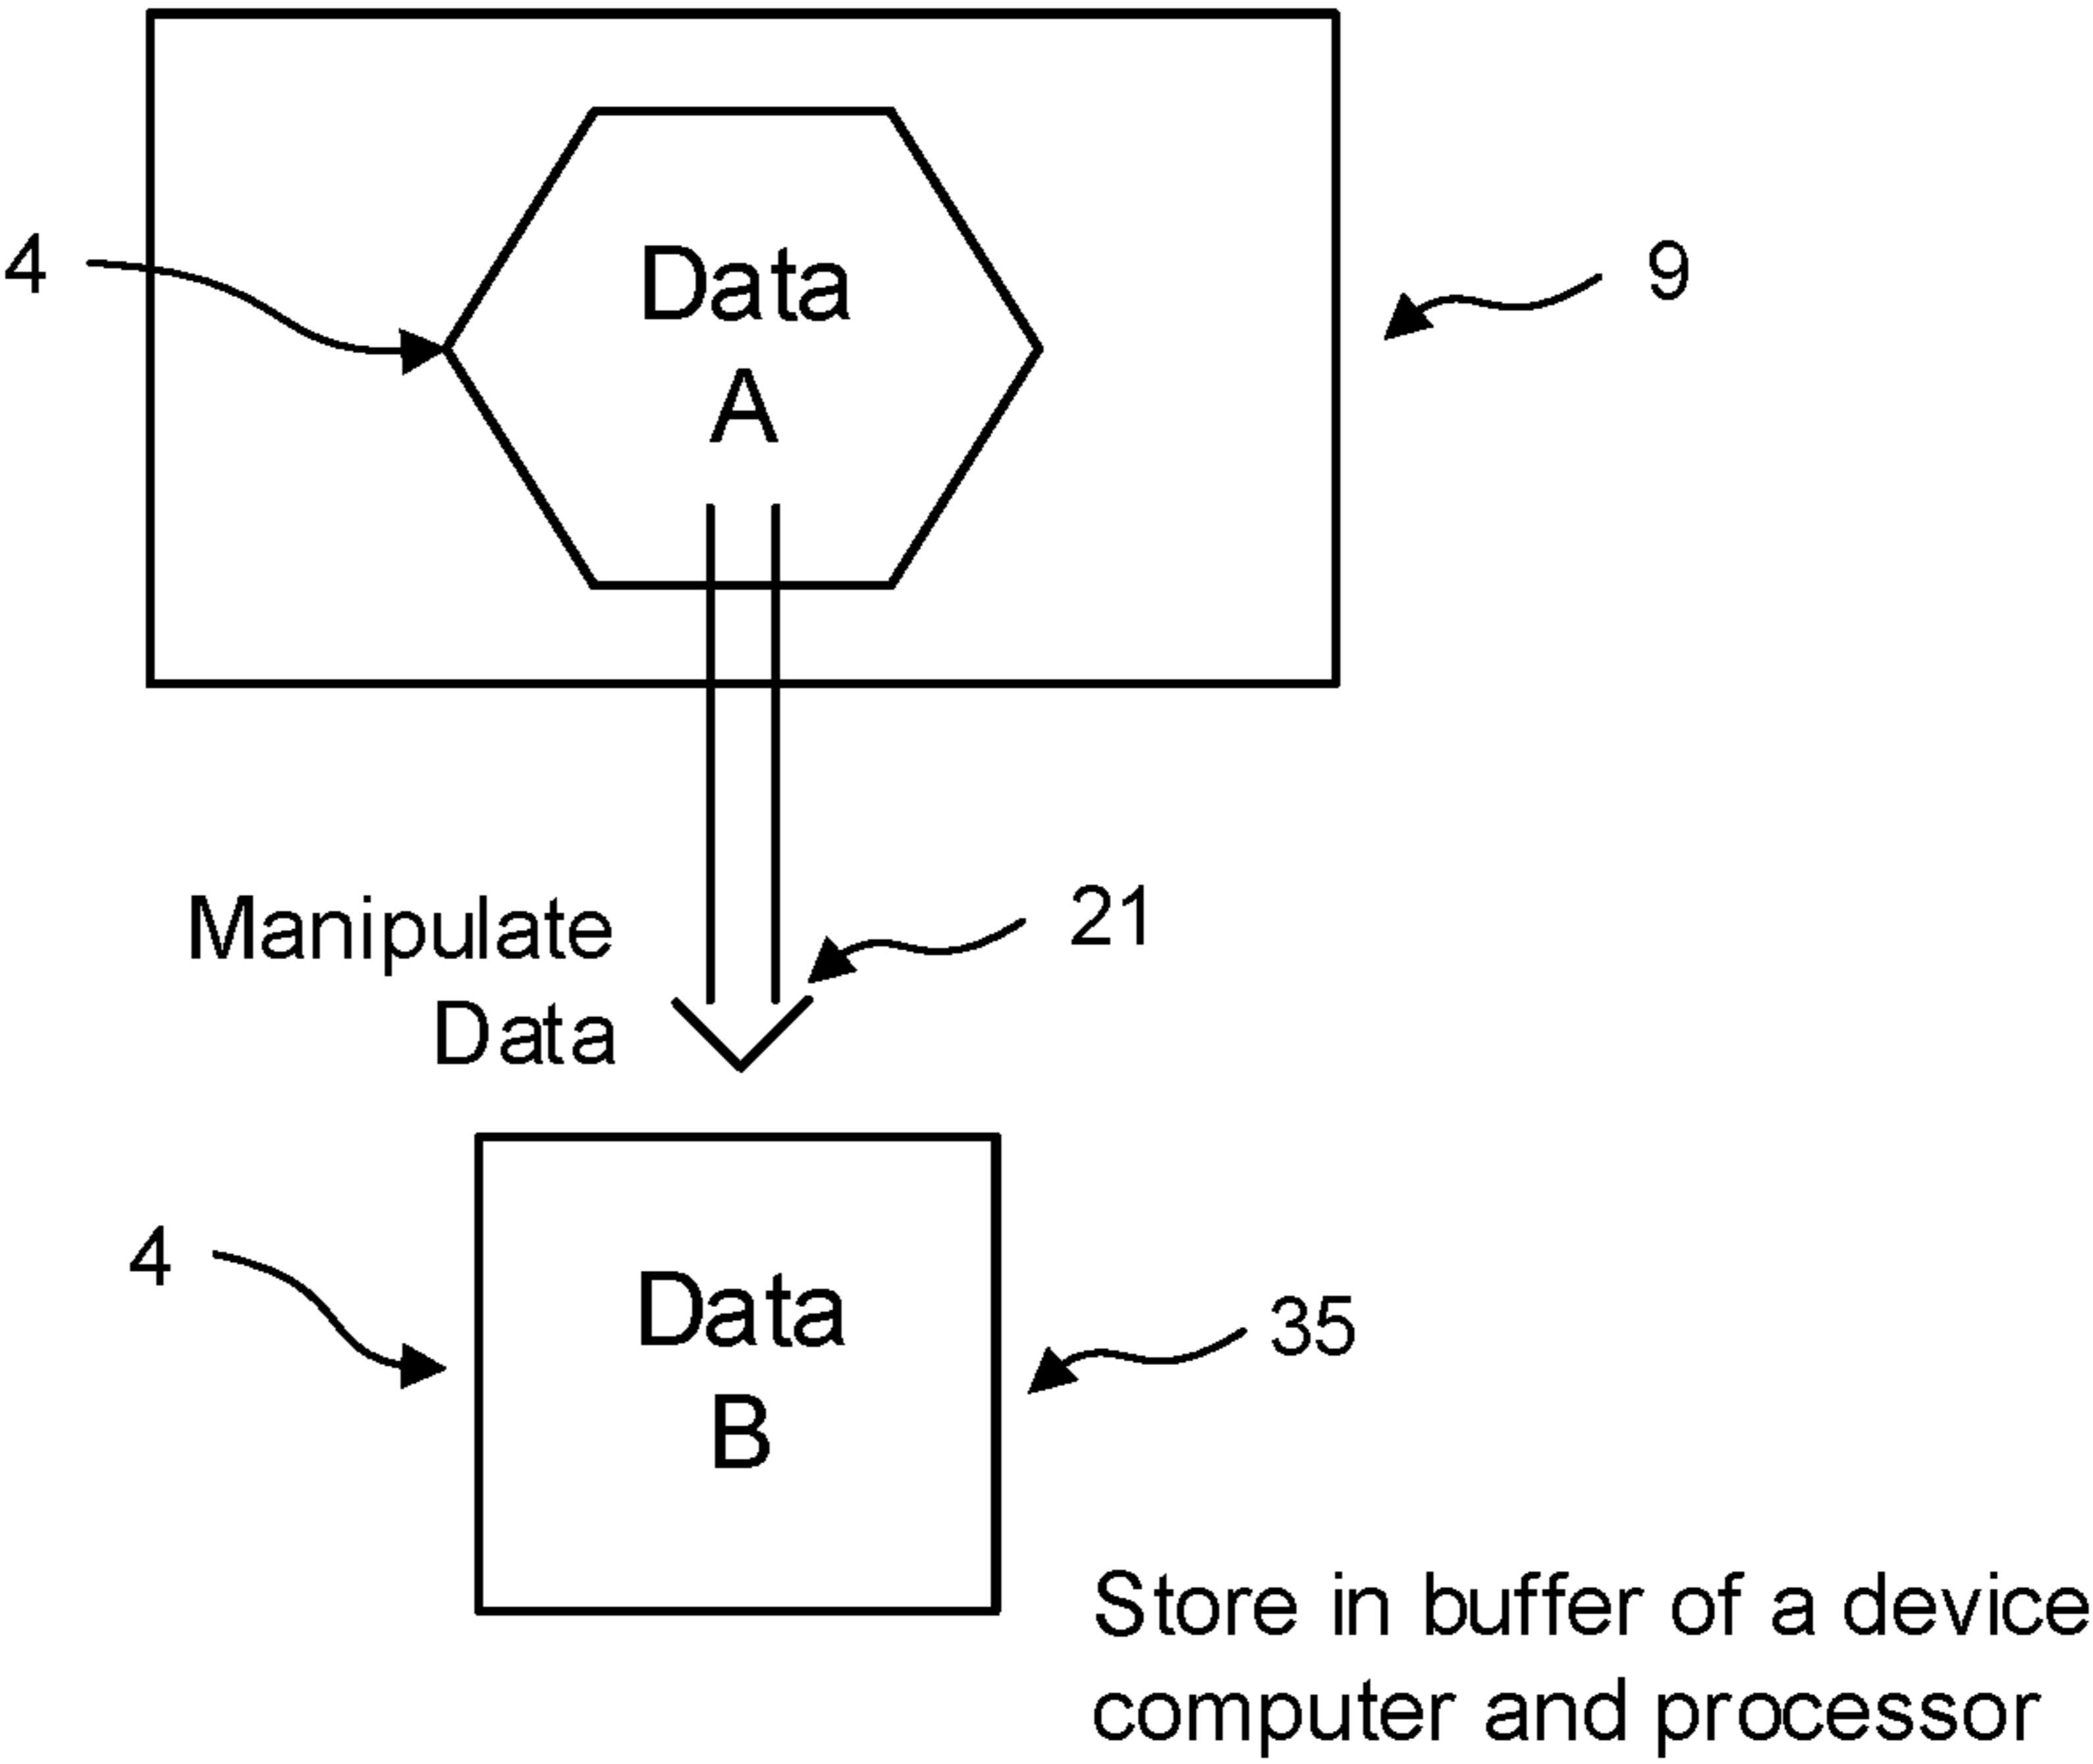 4
Data
A
9
Manipulate
Data
21
4
Data
B
35
Store in buffer of a device
computer and processor